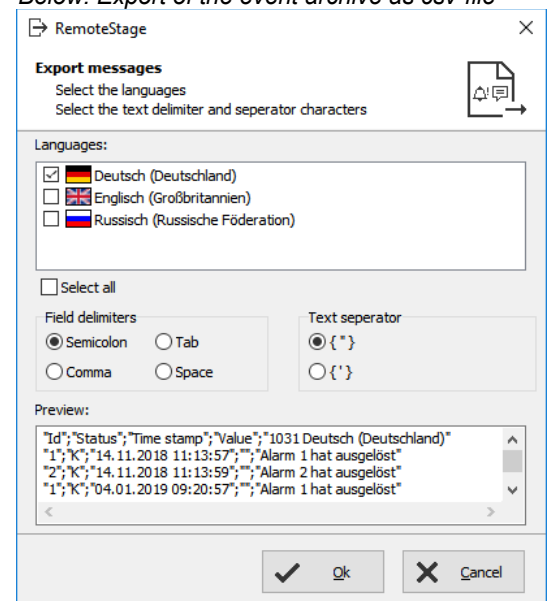 Below: Export of the event archive as csv-file
RemoteStage
Export messages
Select the languages
Select the text delimiter and seperator characters
Languages:
Deutsch (Deutschland)
Englisch (Großbritannien)
Russisch (Russische Föderation)
Select all
Field delimiters
Semicolon
Tab
Comma
Space
Text seperator
{"}
{'}
Preview:
"Id";"Status";"Time stamp";"Value";"1031 Deutsch (Deutschland)"
"1";"K";"14.11.2018 11:13:57";"";"Alarm 1 hat ausgelöst"
"2";"K";"14.11.2018 11:13:59";"";"Alarm 2 hat ausgelöst"
"1";"K";"04.01.2019 09:20:57";"";"Alarm 1 hat ausgelöst"
Ok
Cancel